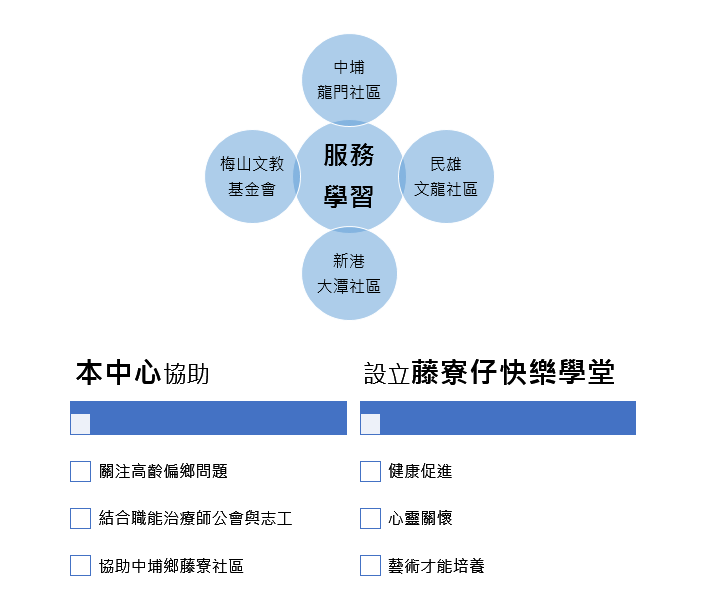 中埔
龍門社區
梅山文教
基金會
服務
學習
民雄
文龍社區
新港
大潭社區
本中心協助
關注高齡偏鄉問題
結合職能治療師公會與志工
協助中埔鄉藤寮社區
設立藤寮仔快樂學堂
健康促進
心靈關懷
藝術才能培養